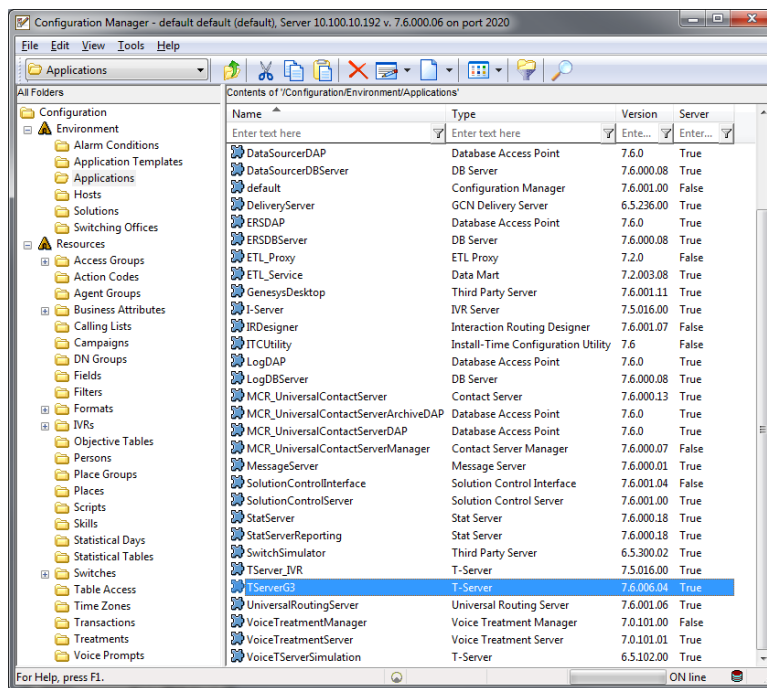 Configuration Manager - default default (default), Server 10.100.10.192 v. 7.6.000.06 on port 2020
File Edit View Tools Help
Applications
All Folders
Contents of '/Configuration/Environment/Applications'
Configuration
Environment
Alarm Conditions
Application Templates
Applications
Hosts
Solutions
Switching Offices
Resources
Access Groups
Action Codes
Agent Groups
Business Attributes
Calling Lists
Campaigns
DN Groups
Fields
Filters
Formats
IVRs
Objective Tables
Persons
Place Groups
Places
Scripts
Skills
Statistical Days
Statistical Tables
Switches
Table Access
Time Zones
Transactions
Treatments
Voice Prompts
Name Type Version Server
Enter text here Enter text here Ente... Enter...
DataSourcerDAP Database Access Point 7.6.0 True
DataSourcerDBServer DB Server 7.6.000.08 True
default Configuration Manager 7.6.001.00 False
DeliveryServer GCN Delivery Server 6.5.236.00 True
ERSDAP Database Access Point 7.6.0 True
ERSDBServer DB Server 7.6.000.08 True
ETL_Proxy ETL Proxy 7.2.0 False
ETL_Service Data Mart 7.2.003.08 True
GenesysDesktop Third Party Server 7.6.001.11 True
I-Server IVR Server 7.5.016.00 True
IRDesigner Interaction Routing Designer 7.6.001.07 False
ITCUtility Install-Time Configuration Utility 7.6 False
LogDAP Database Access Point 7.6.0 True
LogDBServer DB Server 7.6.000.08 True
MCR_UniversalContactServer Contact Server 7.6.000.13 True
MCR_UniversalContactServerArchiveDAP Database Access Point 7.6.0 True
MCR_UniversalContactServerDAP Database Access Point 7.6.0 True
MCR_UniversalContactServerManager Contact Server Manager 7.6.000.07 False
MessageServer Message Server 7.6.000.01 True
SolutionControlInterface Solution Control Interface 7.6.001.04 False
SolutionControlServer Solution Control Server 7.6.001.00 True
StatServer Stat Server 7.6.000.18 True
StatServerReporting Stat Server 7.6.000.18 True
SwitchSimulator Third Party Server 6.5.300.02 True
TServer_IVR T-Server 7.5.016.00 True
TServerG3 T-Server 7.6.006.04 True
UniversalRoutingServer Universal Routing Server 7.6.001.06 True
VoiceTreatmentManager Voice Treatment Manager 7.0.101.00 False
VoiceTreatmentServer Voice Treatment Server 7.0.101.01 True
VoiceTServerSimulation T-Server 6.5.102.00 True
For Help, press F1.
ON line